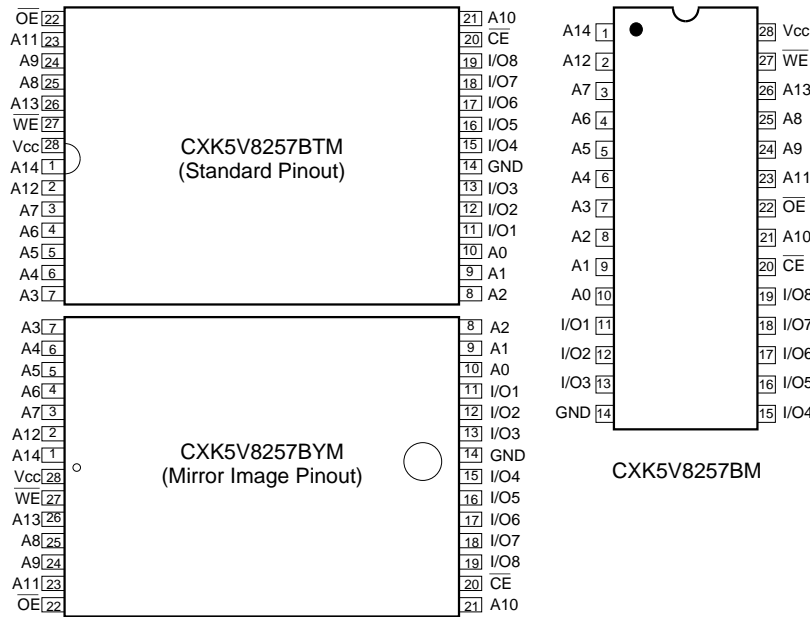 OE 22 21 A10
A11 23 20 CE
A9 24 19 I/O8
A8 25 18 I/O7
A13 26 17 I/O6
WE 27 16 I/O5
Vcc 28 15 I/O4
A14 1 14 GND
A12 2 13 I/O3
A7 3 12 I/O2
A6 4 11 I/O1
A5 5 10 A0
A4 6 9 A1
A3 7 8 A2
CXK5V8257BTM
(Standard Pinout)
A3 7 8 A2
A4 6 9 A1
A5 5 10 A0
A6 4 11 I/O1
A7 3 12 I/O2
A12 2 13 I/O3
A14 1 14 GND
Vcc 28 15 I/O4
WE 27 16 I/O5
A13 26 17 I/O6
A8 25 18 I/O7
A9 24 19 I/O8
A11 23 20 CE
OE 22 21 A10
CXK5V8257BYM
(Mirror Image Pinout)
A14 1 28 Vcc
A12 2 27 WE
A7 3 26 A13
A6 4 25 A8
A5 5 24 A9
A4 6 23 A11
A3 7 22 OE
A2 8 21 A10
A1 9 20 CE
A0 10 19 I/O8
I/O1 11 18 I/O7
I/O2 12 17 I/O6
I/O3 13 16 I/O5
GND 14 15 I/O4
CXK5V8257BM